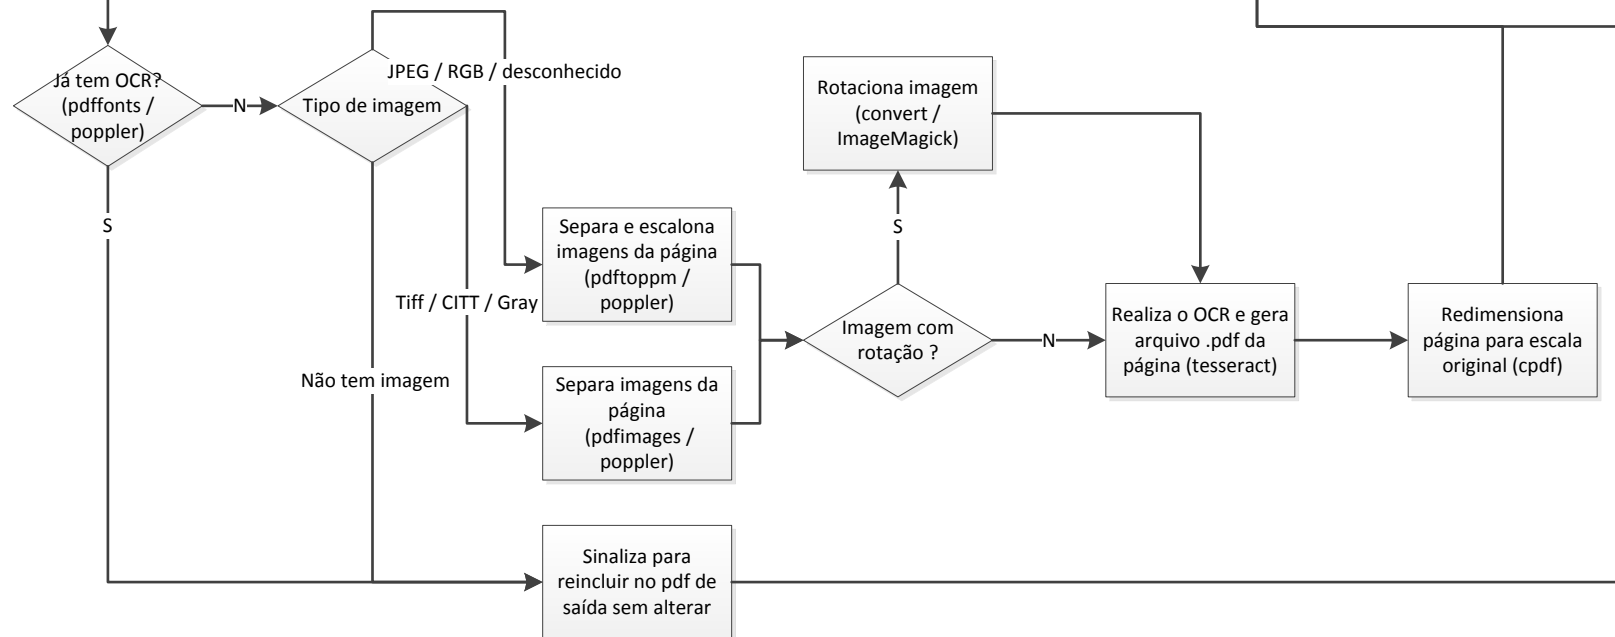 Já tem OCR?
(pdffonts /
poppler)
N
Tipo de imagem
JPEG / RGB / desconhecido
Rotaciona imagem
(convert /
ImageMagick)
S
Separa e escalona
imagens da página
(pdftoppm /
poppler)
S
Tiff / CITT / Gray
Imagem com
rotação ?
N
Realiza o OCR e gera
arquivo .pdf da
página (tesseract)
Redimensiona
página para escala
original (cpdf)
Não tem imagem
Separa imagens da
página
(pdfimages /
poppler)
Sinaliza para
reincluir no pdf de
saída sem alterar